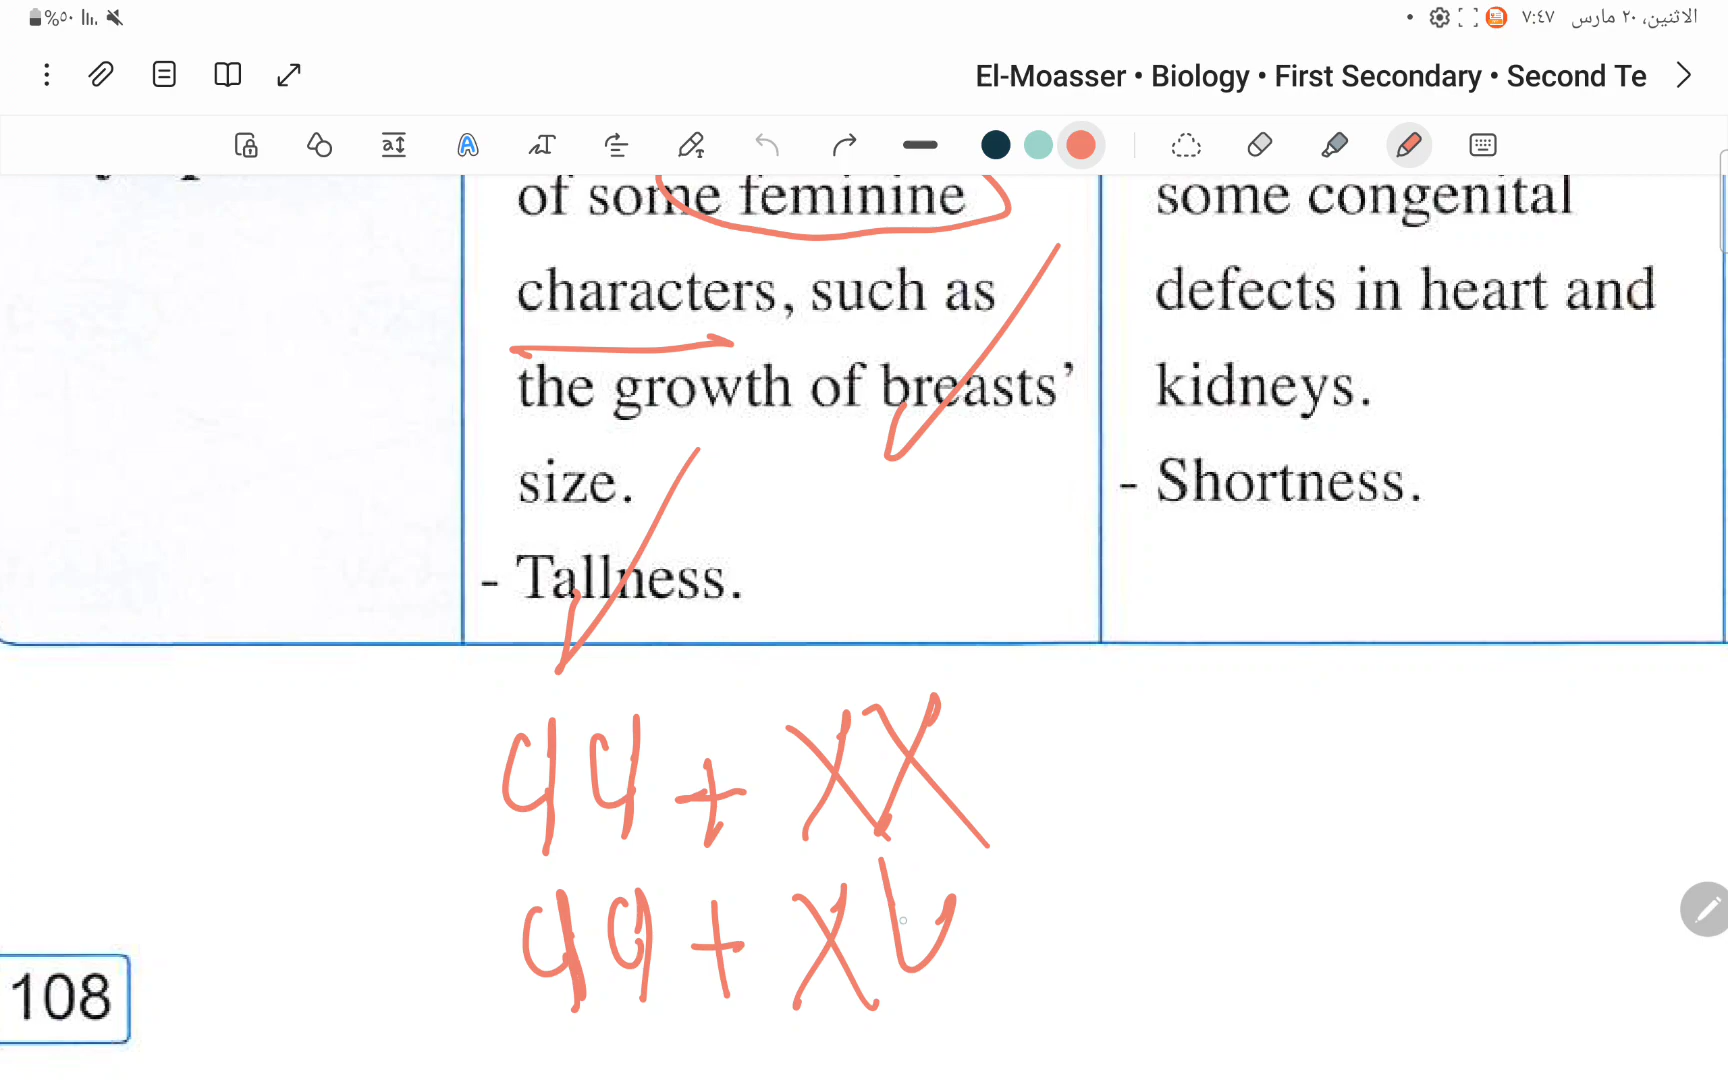 %٥٠
٧:٤٧ الاثنين، ٢٠ مارس
El-Moasser • Biology • First Secondary • Second Te
of some feminine
characters, such as
the growth of breasts’
size.
- Tallness.
some congenital
defects in heart and
kidneys.
- Shortness.
44 + XX
44 + X
108